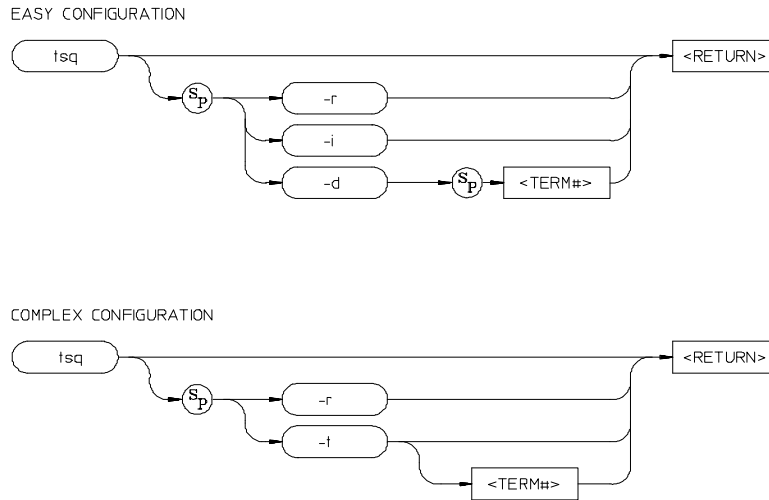 EASY CONFIGURATION
tsq <RETURN>
SP -r
-i
-d SP <TERM#>
COMPLEX CONFIGURATION
tsq <RETURN>
SP -r
-t
<TERM#>